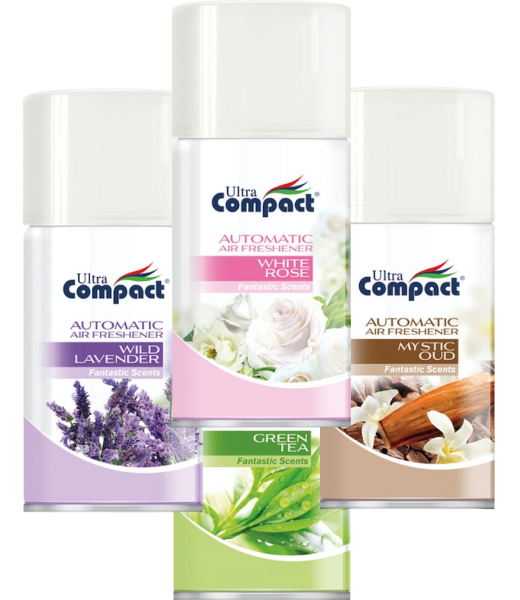 Ultra
Compact®
AUTOMATIC
AIR FRESHENER
WHITE
ROSE
Fantastic Scents
Ultra
Compact®
AUTOMATIC
AIR FRESHENER
WILD
LAVENDER
Fantastic Scents
Ultra
Compact®
AUTOMATIC
AIR FRESHENER
MYSTIC
OUD
Fantastic Scents
GREEN
TEA
Fantastic Scents